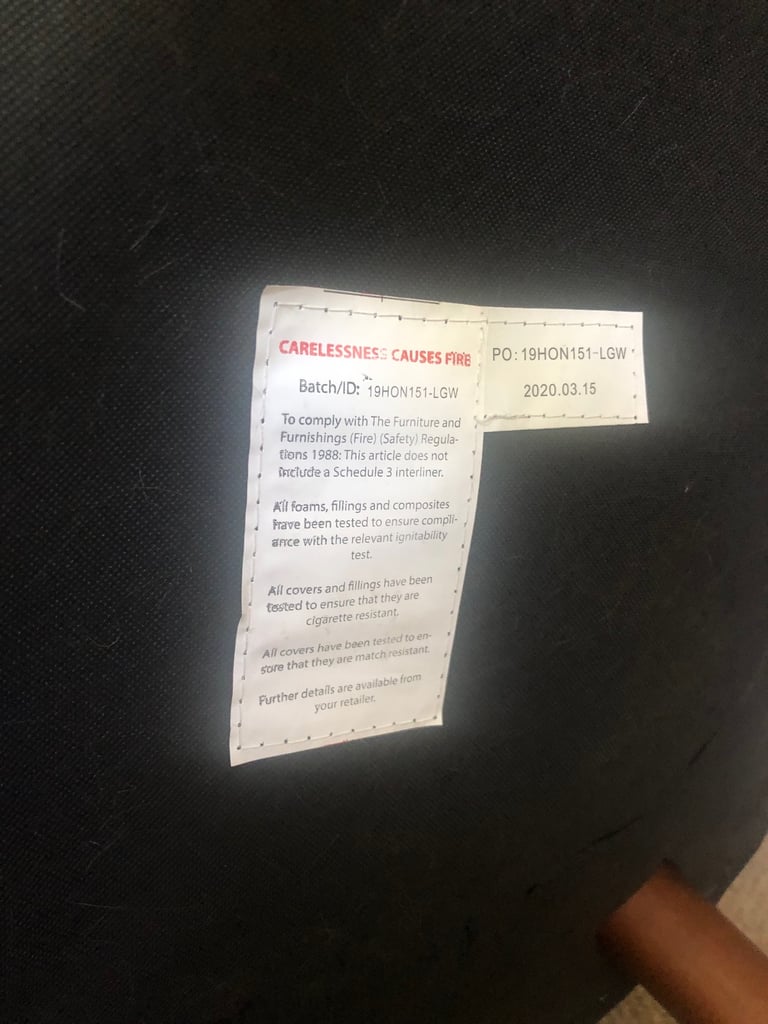 CARELESSNESS CAUSES FIRE
Batch/ID: 19HON151-LGW
To comply with The Furniture and
Furnishings (Fire) (Safety) Regula-
tions 1988: This article does not
include a Schedule 3 interliner.
All foams, fillings and composites
have been tested to ensure compli-
ance with the relevant ignitability
test.
All covers and fillings have been
tested to ensure that they are
cigarette resistant.
All covers have been tested to en-
sure that they are match resistant.
Further details are available from
your retailer.
PO: 19HON151-LGW
2020.03.15